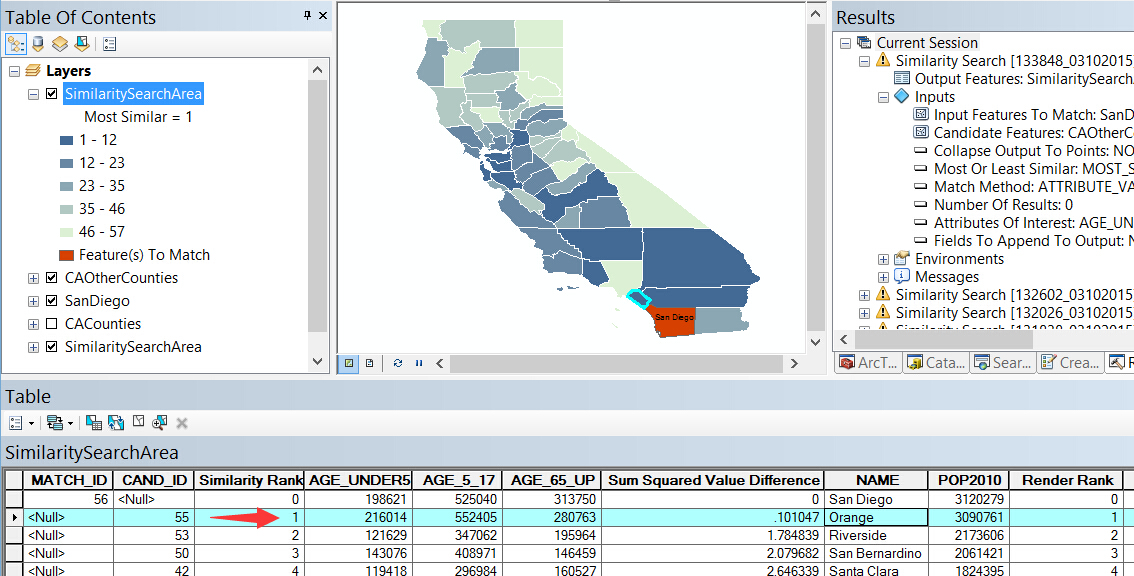 Table Of Contents
Layers
SimilaritySearchArea
Most Similar = 1
1 - 12
12 - 23
23 - 35
35 - 46
46 - 57
Feature(s) To Match
CAOtherCounties
SanDiego
CACounties
SimilaritySearchArea
San Diego
Results
Current Session
Similarity Search [133848_03102015
Output Features: SimilaritySearch
Inputs
Input Features To Match: SanD
Candidate Features: CAOtherC
Collapse Output To Points: NO
Most Or Least Similar: MOST_S
Match Method: ATTRIBUTE_VA
Number Of Results: 0
Attributes Of Interest: AGE_UN
Fields To Append To Output: N
Environments
Messages
Similarity Search [132602_03102015
Similarity Search [132026_03102015
ArcT... Cata... Sear... Crea... R
Table
SimilaritySearchArea
MATCH_ID CAND_ID Similarity Rank AGE_UNDER5 AGE_5_17 AGE_65_UP Sum Squared Value Difference NAME POP2010 Render Rank
56 <Null> 0 198621 525040 313750 0 San Diego 3120279 0
<Null> 55 1 216014 552405 280763 .101047 Orange 3090761 1
<Null> 53 2 121629 347062 195964 1.784839 Riverside 2173606 2
<Null> 50 3 143076 408971 146459 2.079682 San Bernardino 2061421 3
<Null> 42 4 119418 296984 160527 2.646339 Santa Clara 1824395 4